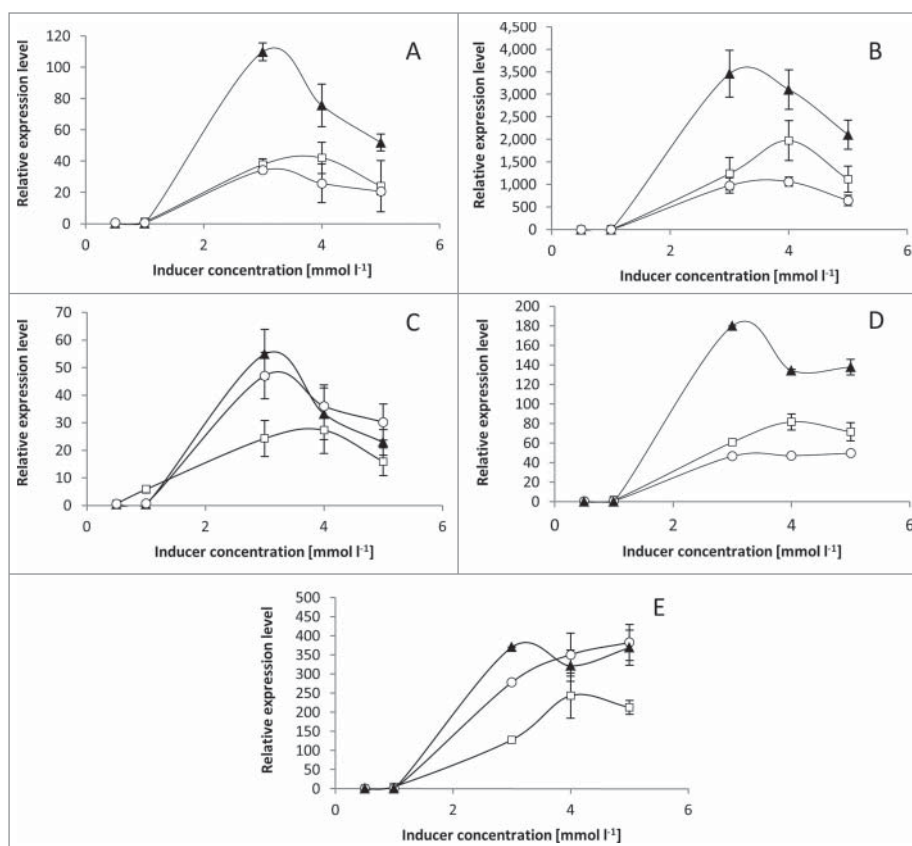 A
Relative expression level
120
100
80
60
40
20
0
0 2 4 6
Inducer concentration [mmol l-1]
B
Relative expression level
4,500
4,000
3,500
3,000
2,500
2,000
1,500
1,000
500
0
0 2 4 6
Inducer concentration [mmol l-1]
C
Relative expression level
70
60
50
40
30
20
10
0
0 2 4 6
Inducer concentration [mmol l-1]
D
Relative expression level
200
180
160
140
120
100
80
60
40
20
0
0 2 4 6
Inducer concentration [mmol l-1]
E
Relative expression level
500
450
400
350
300
250
200
150
100
50
0
0 2 4 6
Inducer concentration [mmol l-1]